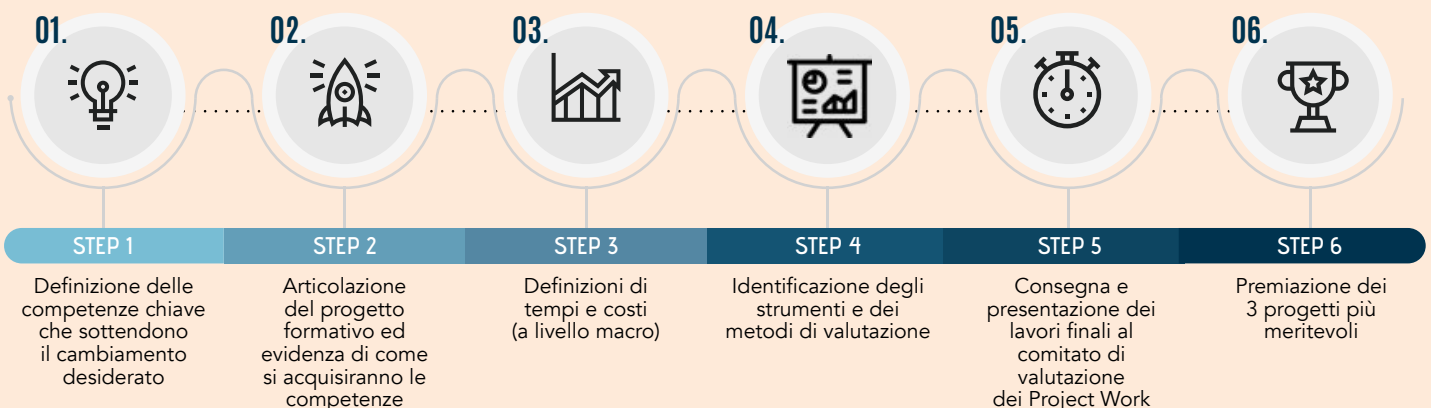 01.
02.
03.
04.
05.
06.
STEP 1
STEP 2
STEP 3
STEP 4
STEP 5
STEP 6
Definizione delle
competenze chiave
che sottendono
il cambiamento
desiderato
Articolazione
del progetto
formativo ed
evidenza di come
si acquisiranno le
competenze
Definizioni di
tempi e costi
(a livello macro)
Identificazione degli
strumenti e dei
metodi di valutazione
Consegna e
presentazione dei
lavori finali al
comitato di
valutazione
dei Project Work
Premiazione dei
3 progetti più
meritevoli